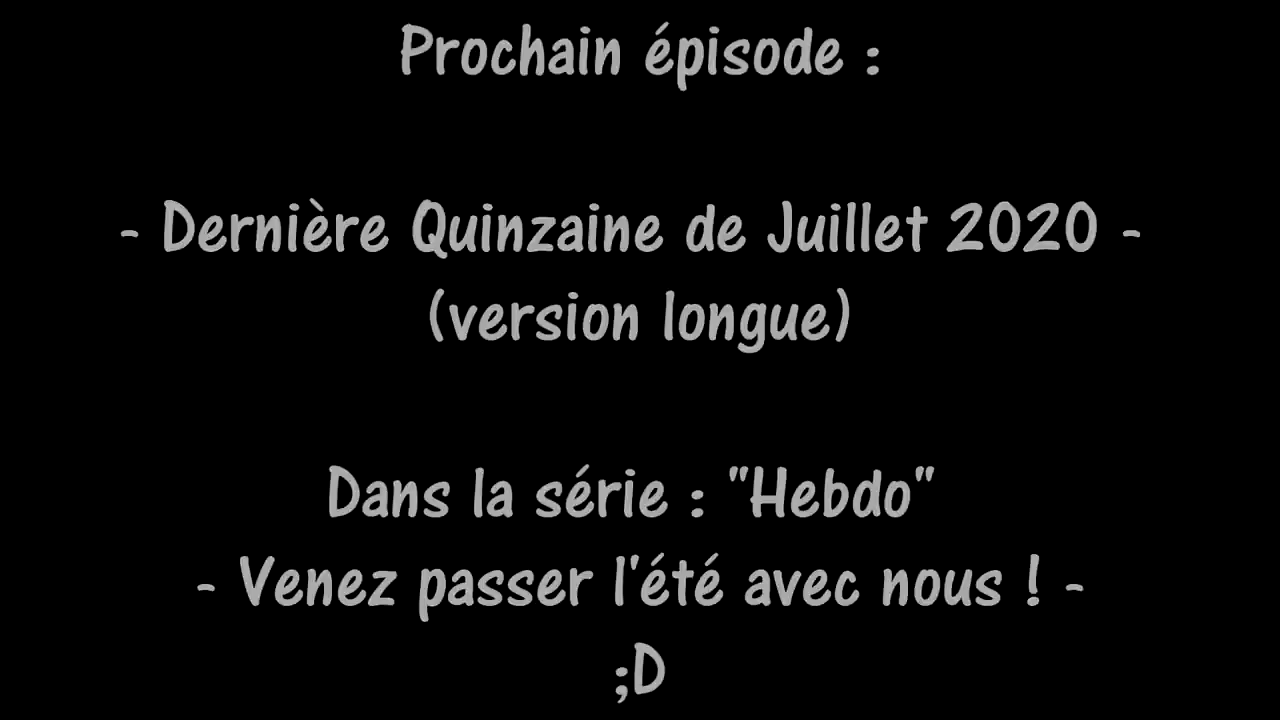 Prochain épisode :
- Dernière Quinzaine de Juillet 2020 -
(version longue)
Dans la série : "Hebdo"
- Venez passer l'été avec nous ! -
;D